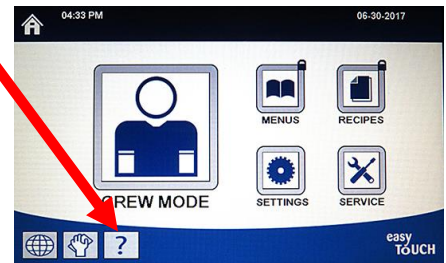 04:33 PM
06-30-2017
MENUS
RECIPES
CREW MODE
SETTINGS
SERVICE
?
easy
TOUCH